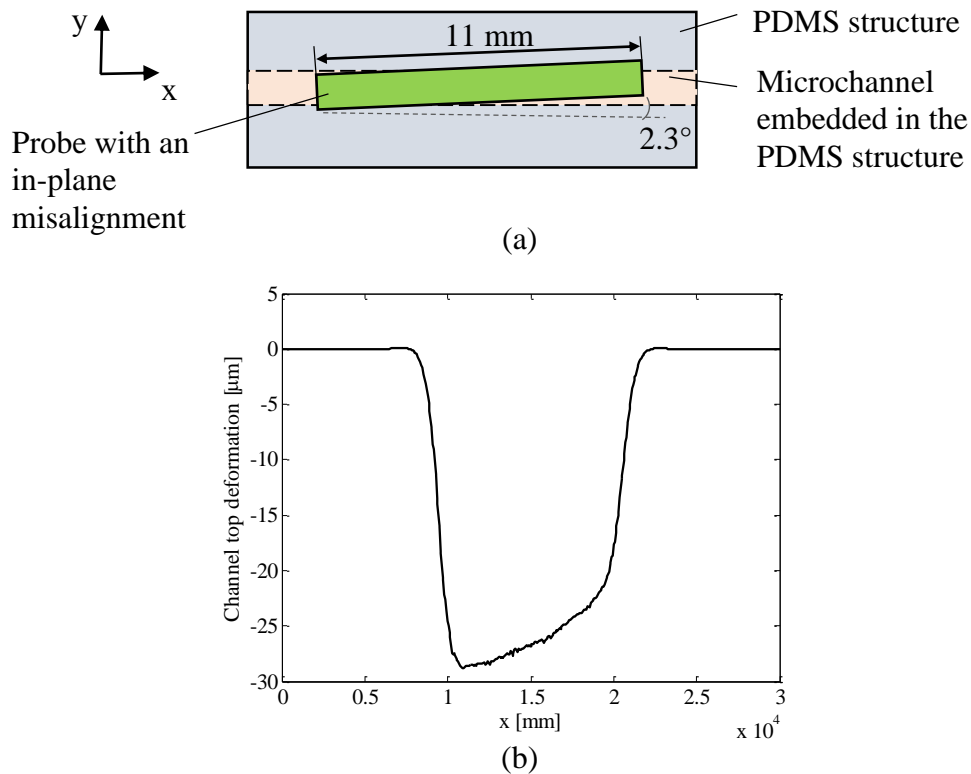 y
x
11 mm
PDMS structure
Microchannel
embedded in the
PDMS structure
2.3°
Probe with an
in-plane
misalignment
(a)
5
0
-5
-10
-15
-20
-25
-30
Channel top deformation [μm]
0
0.5
1
1.5
2
2.5
3
x [mm]
x 10⁴
(b)